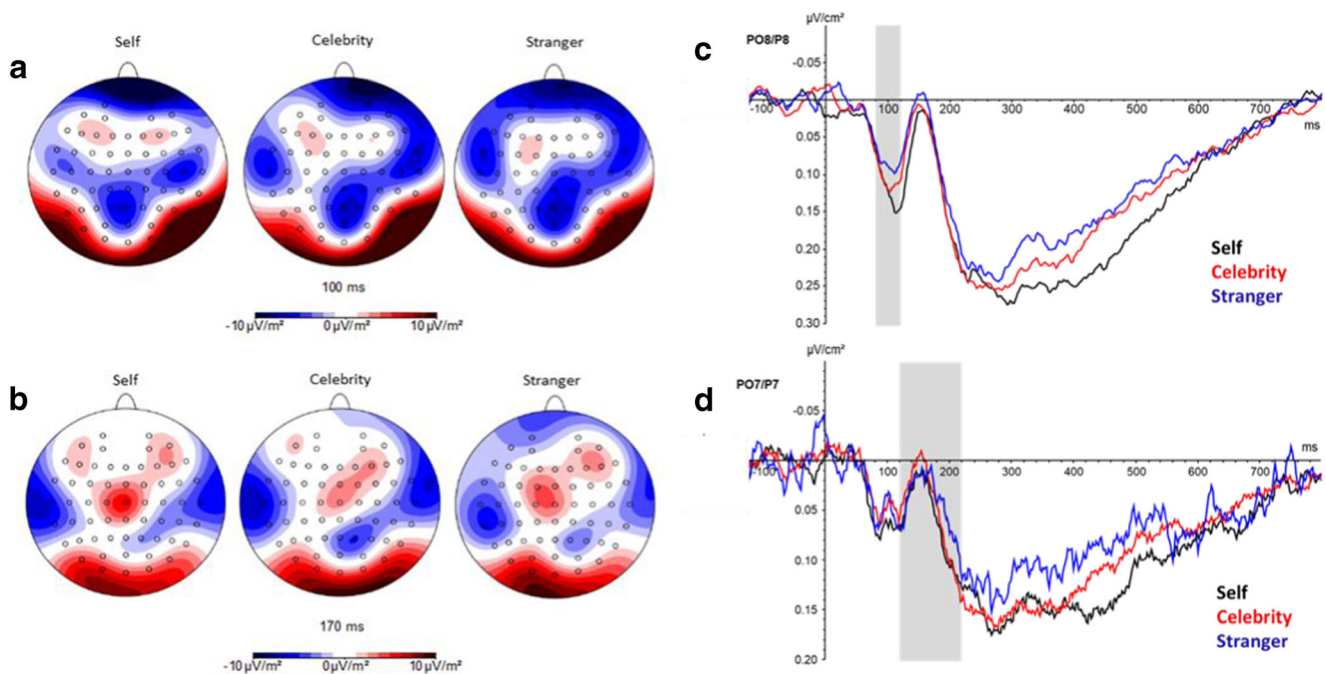 a
Self Celebrity Stranger
100 ms
-10 µV/m² 0 µV/m² 10 µV/m²
b
Self Celebrity Stranger
170 ms
-10 µV/m² 0 µV/m² 10 µV/m²
c
µV/cm²
PO8/P8
-0.05
-100 100 200 300 400 500 600 700
ms
0.05
0.10
0.15
0.20
0.25
0.30
Self
Celebrity
Stranger
d
µV/cm²
PO7/P7
-0.05
ms
-100 100 200 300 400 500 600 700
0.05
0.10
0.15
0.20
Self
Celebrity
Stranger